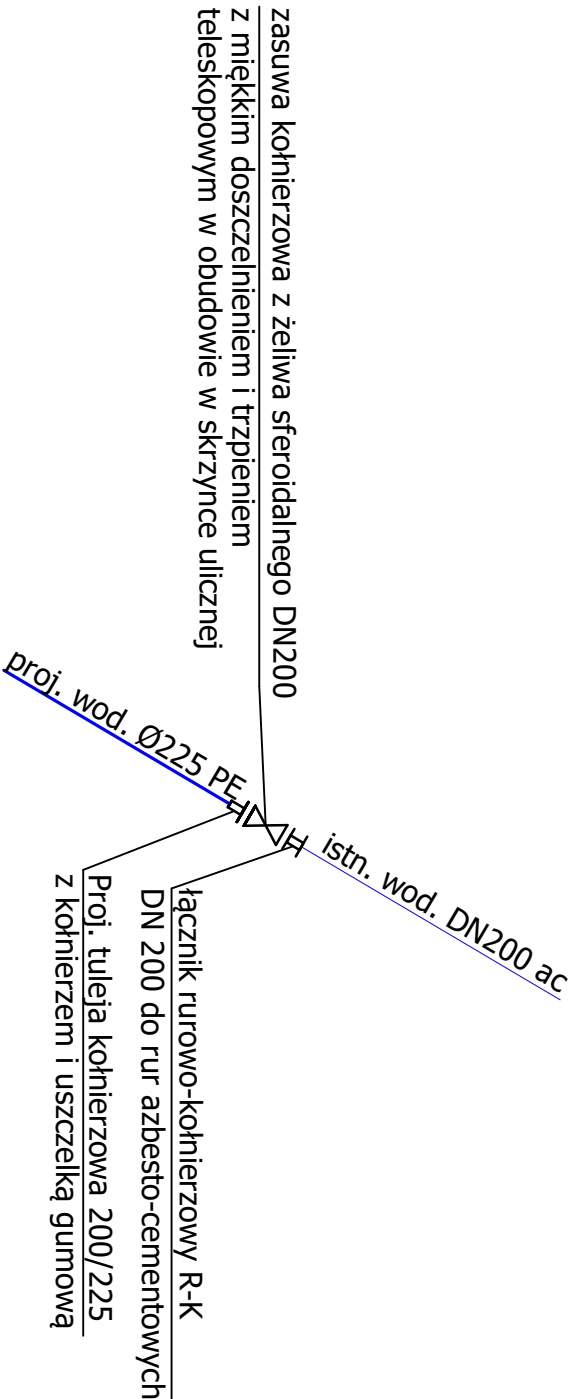 zasuwa kołnierzowa z żeliwa sferoidalnego DN200
z miękkim doszczelnieniem i trzpieniem
teleskopowym w obudowie w skrzynce ulicznej
proj. wod. Ø225 PE
istn. wod. DN200 ac
łącznik rurowo-kołnierzowy R-K
DN 200 do rur azbesto-cementowych
Proj. tuleja kołnierzowa 200/225
z kołnierzem i uszczelką gumową